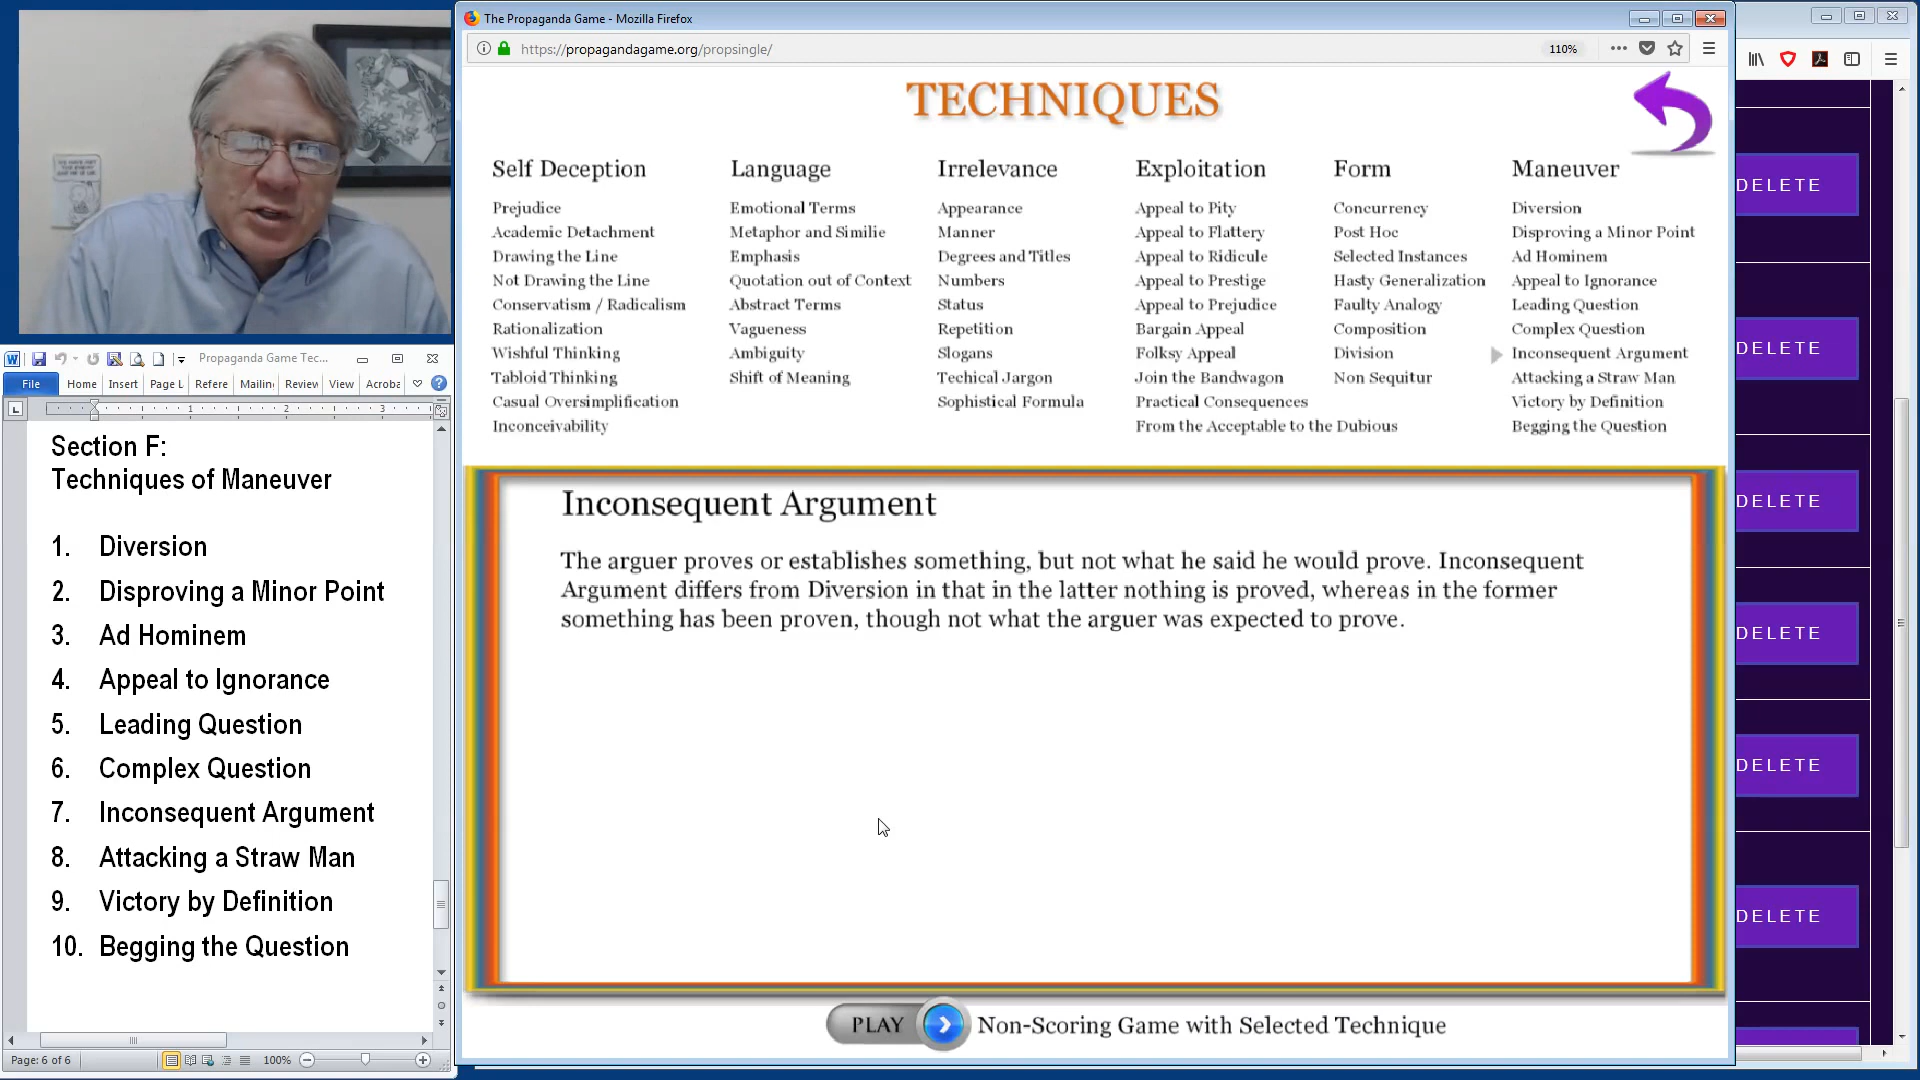 The Propaganda Game - Mozilla Firefox
https://propagandagame.org/propsingle/
110%
TECHNIQUES
Self Deception
Prejudice
Academic Detachment
Drawing the Line
Not Drawing the Line
Conservatism / Radicalism
Rationalization
Wishful Thinking
Tabloid Thinking
Casual Oversimplification
Inconceivability
Language
Emotional Terms
Metaphor and Similie
Emphasis
Quotation out of Context
Abstract Terms
Vagueness
Ambiguity
Shift of Meaning
Irrelevance
Appearance
Manner
Degrees and Titles
Numbers
Status
Repetition
Slogans
Techical Jargon
Sophistical Formula
Exploitation
Appeal to Pity
Appeal to Flattery
Appeal to Ridicule
Appeal to Prestige
Appeal to Prejudice
Bargain Appeal
Folksy Appeal
Join the Bandwagon
Practical Consequences
From the Acceptable to the Dubious
Form
Concurrency
Post Hoc
Selected Instances
Hasty Generalization
Faulty Analogy
Composition
Division
Non Sequitur
Maneuver
Diversion
Disproving a Minor Point
Ad Hominem
Appeal to Ignorance
Leading Question
Complex Question
Inconsequent Argument
Attacking a Straw Man
Victory by Definition
Begging the Question
Inconsequent Argument
The arguer proves or establishes something, but not what he said he would prove. Inconsequent
Argument differs from Diversion in that in the latter nothing is proved, whereas in the former
something has been proven, though not what the arguer was expected to prove.
PLAY Non-Scoring Game with Selected Technique
Propaganda Game Tec...
File Home Insert Page L Refere Mailin Review View Acroba
1 2 3
Section F:
Techniques of Maneuver
1. Diversion
2. Disproving a Minor Point
3. Ad Hominem
4. Appeal to Ignorance
5. Leading Question
6. Complex Question
7. Inconsequent Argument
8. Attacking a Straw Man
9. Victory by Definition
10. Begging the Question
Page: 6 of 6 100%
DELETE
DELETE
DELETE
DELETE
DELETE
DELETE